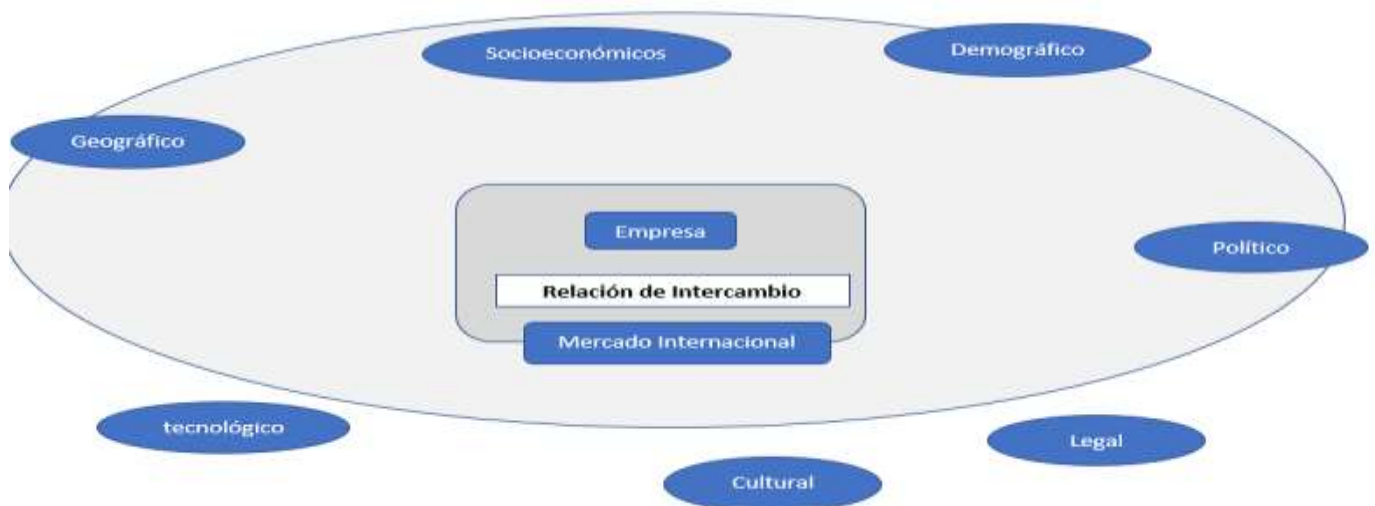 Socioeconómicos
Demográfico
Geográfico
Empresa
Político
Relación de Intercambio
Mercado Internacional
tecnológico
Legal
Cultural